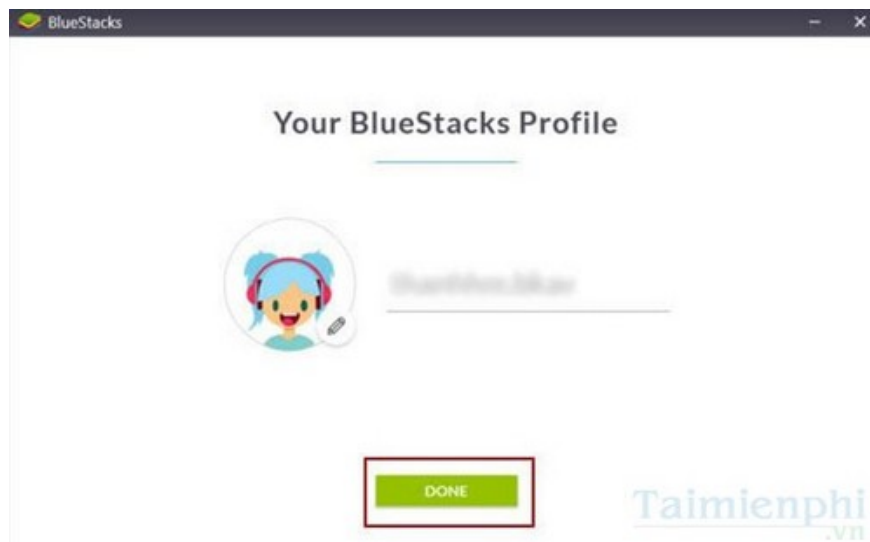 BlueStacks
Your BlueStacks Profile
DONE
Taimienphi
.vn